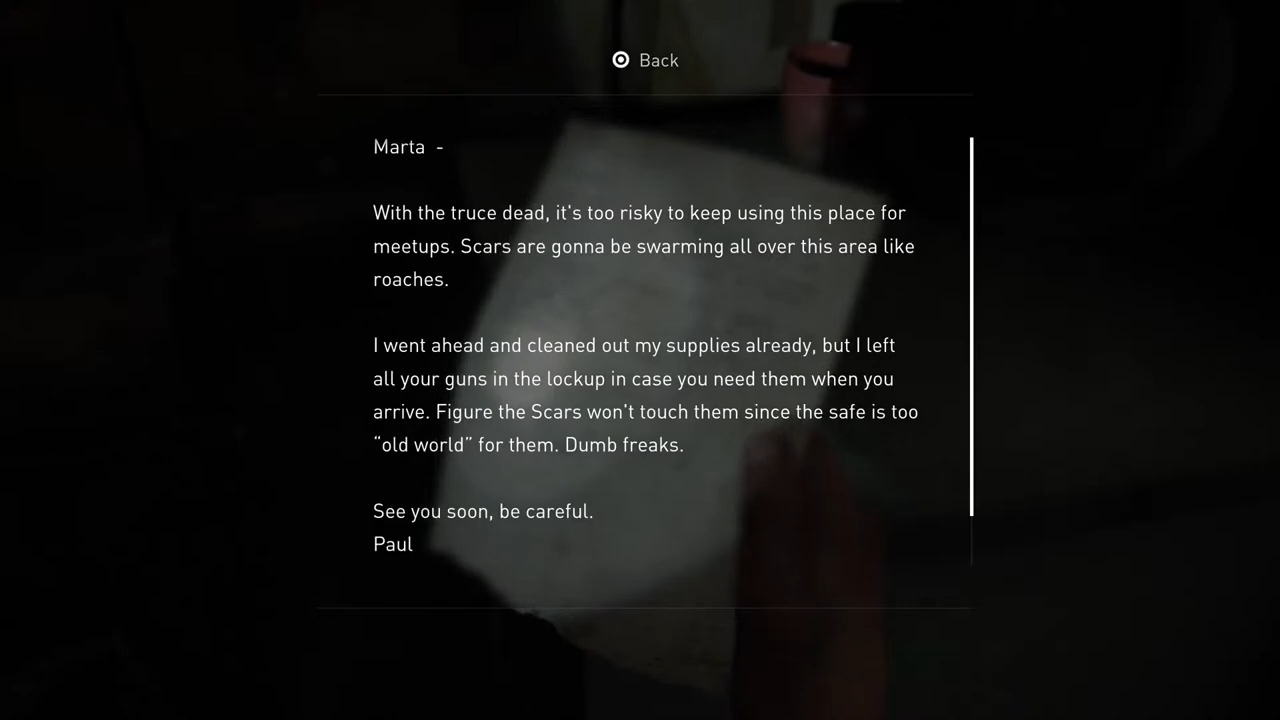 Back
Marta -
With the truce dead, it's too risky to keep using this place for
meetups. Scars are gonna be swarming all over this area like
roaches.
I went ahead and cleaned out my supplies already, but I left
all your guns in the lockup in case you need them when you
arrive. Figure the Scars won't touch them since the safe is too
“old world” for them. Dumb freaks.
See you soon, be careful.
Paul